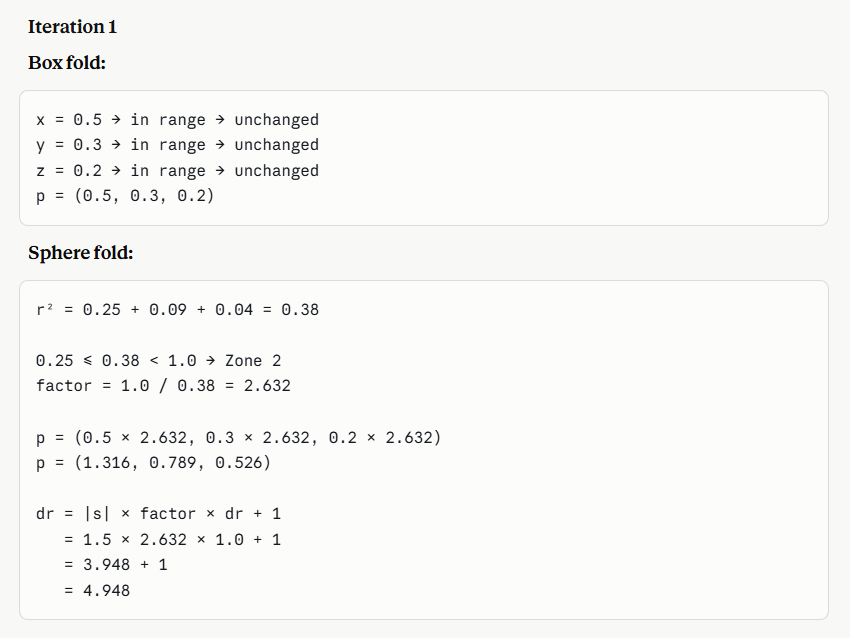 Iteration 1
Box fold:
x = 0.5 → in range → unchanged
y = 0.3 → in range → unchanged
z = 0.2 → in range → unchanged
p = (0.5, 0.3, 0.2)
Sphere fold:
r² = 0.25 + 0.09 + 0.04 = 0.38
0.25 ≤ 0.38 < 1.0 → Zone 2
factor = 1.0 / 0.38 = 2.632
p = (0.5 × 2.632, 0.3 × 2.632, 0.2 × 2.632)
p = (1.316, 0.789, 0.526)
dr = |s| × factor × dr + 1
= 1.5 × 2.632 × 1.0 + 1
= 3.948 + 1
= 4.948